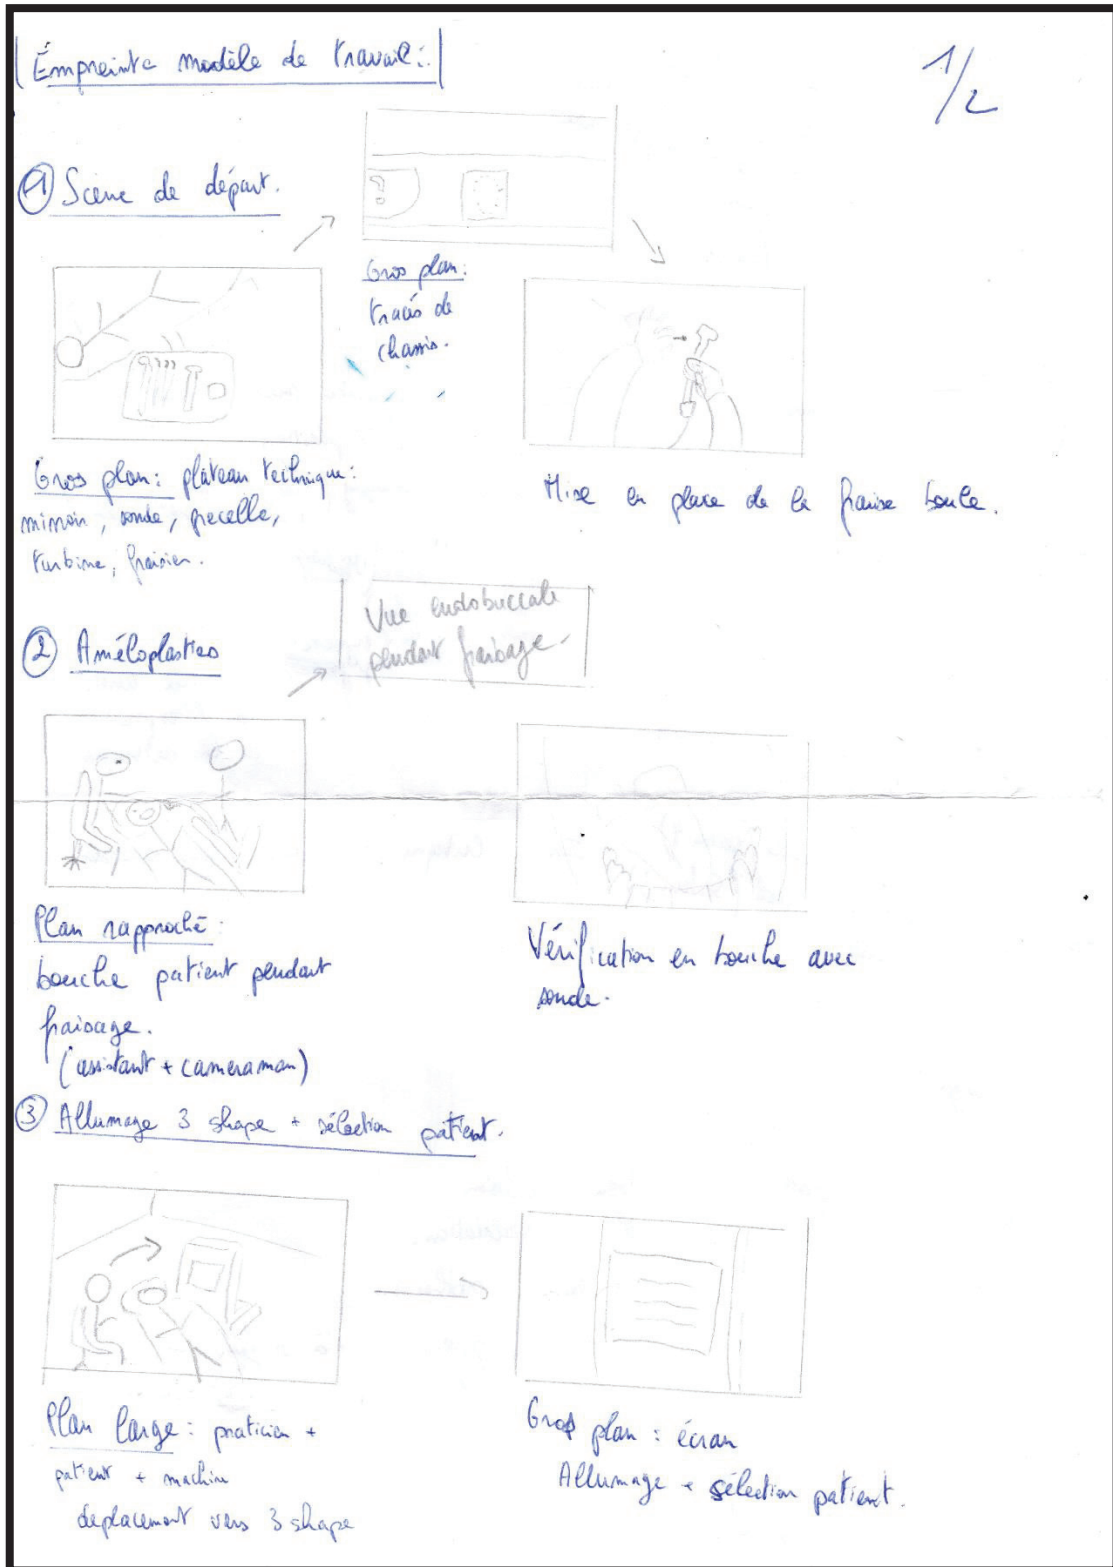 Empreinte modèle de travail :
1/2
① Scène de départ.
Gros plan :
tracés de
chassis.
Gros plan : plateau technique :
miroir, sonde, precelle,
turbine, fraisier.
Mise en place de la fraise boule.
② Améloplasties
Vue endobuccale
pendant fraisage.
Plan rapproché :
bouche patient pendant
fraisage.
(assistant + cameraman)
Vérification en bouche avec
sonde.
③ Allumage 3 shape + sélection patient.
Plan large : praticien +
patient + machine
deplacement vers 3 shape
Gros plan : écran
Allumage + sélection patient.